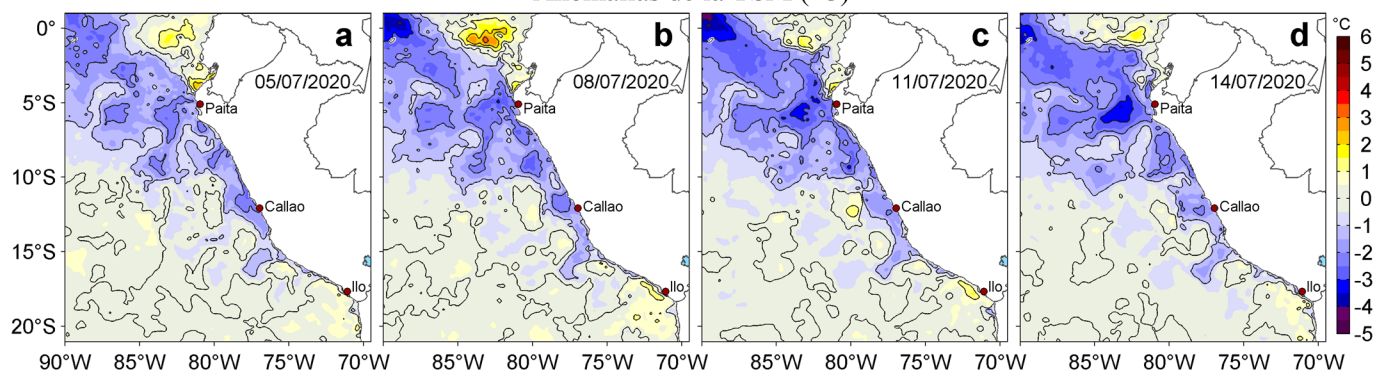 a
b
c
d
°C
05/07/2020
08/07/2020
11/07/2020
14/07/2020
Paita
Paita
Paita
Paita
Callao
Callao
Callao
Callao
Ilo
Ilo
Ilo
Ilo
0°
5°S
10°S
15°S
20°S
90°W 85°W 80°W 75°W 70°W
85°W 80°W 75°W 70°W
85°W 80°W 75°W 70°W
85°W 80°W 75°W 70°W
6
5
4
3
2
1
0
-1
-2
-3
-4
-5